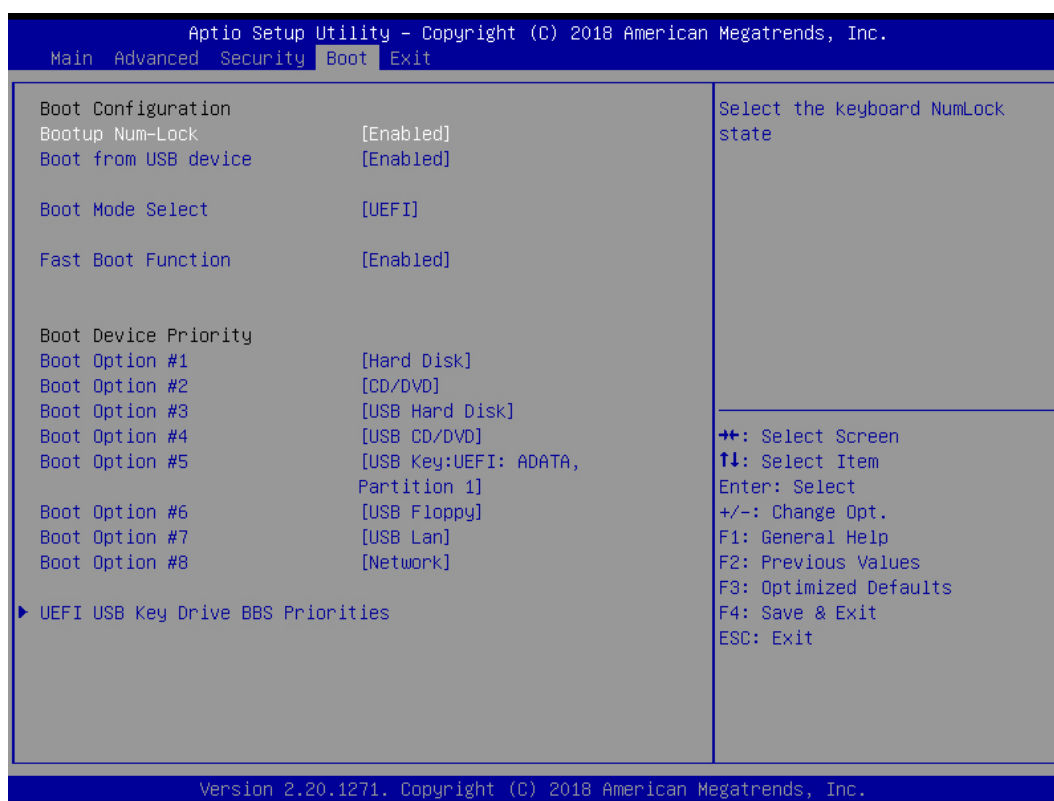 Aptio Setup Utility – Copyright (C) 2018 American Megatrends, Inc.
Main Advanced Security Boot Exit
Boot Configuration
Bootup Num-Lock [Enabled]
Boot from USB device [Enabled]
Boot Mode Select [UEFI]
Fast Boot Function [Enabled]
Boot Device Priority
Boot Option #1 [Hard Disk]
Boot Option #2 [CD/DVD]
Boot Option #3 [USB Hard Disk]
Boot Option #4 [USB CD/DVD]
Boot Option #5 [USB Key:UEFI: ADATA,
Partition 1]
Boot Option #6 [USB Floppy]
Boot Option #7 [USB Lan]
Boot Option #8 [Network]
▶ UEFI USB Key Drive BBS Priorities
Select the keyboard NumLock
state
→←: Select Screen
↑↓: Select Item
Enter: Select
+/-: Change Opt.
F1: General Help
F2: Previous Values
F3: Optimized Defaults
F4: Save & Exit
ESC: Exit
Version 2.20.1271. Copyright (C) 2018 American Megatrends, Inc.